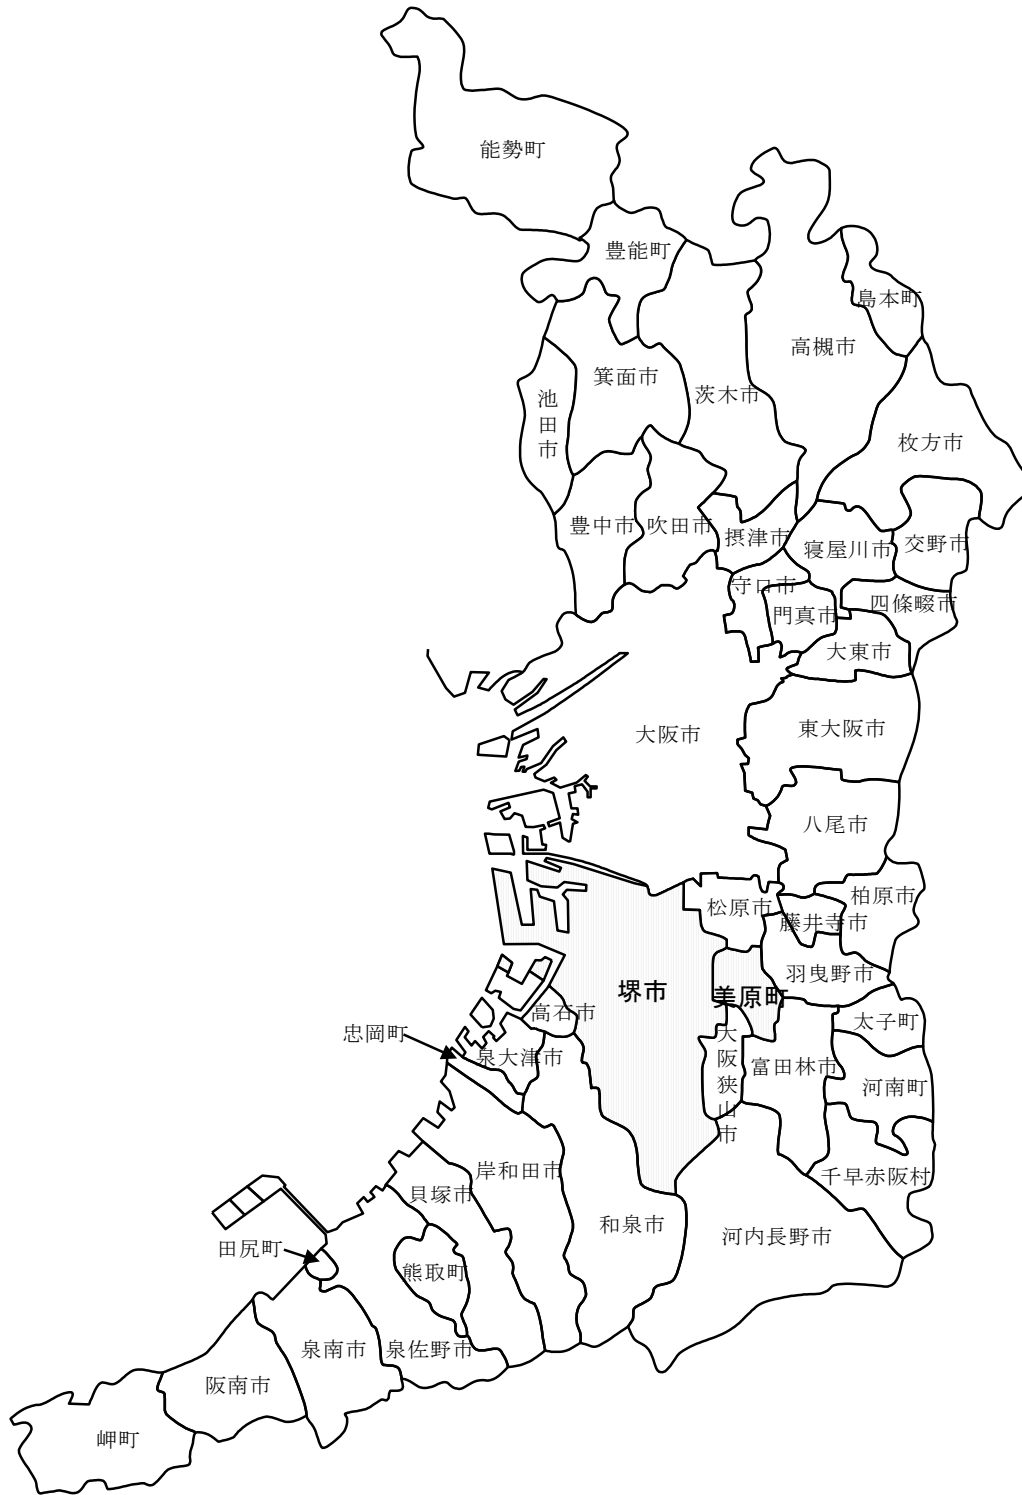 能勢町
豊能町
島本町
高槻市
箕面市
茨木市
池田市
枚方市
豊中市
吹田市
摂津市
寝屋川市
交野市
守口市
門真市
四條畷市
大東市
大阪市
東大阪市
八尾市
柏原市
松原市
藤井寺市
羽曳野市
堺市
美原町
高石市
太子町
忠岡町
泉大津市
大阪狭山市
富田林市
河南町
岸和田市
千早赤阪村
貝塚市
和泉市
河内長野市
田尻町
熊取町
泉南市
泉佐野市
阪南市
岬町